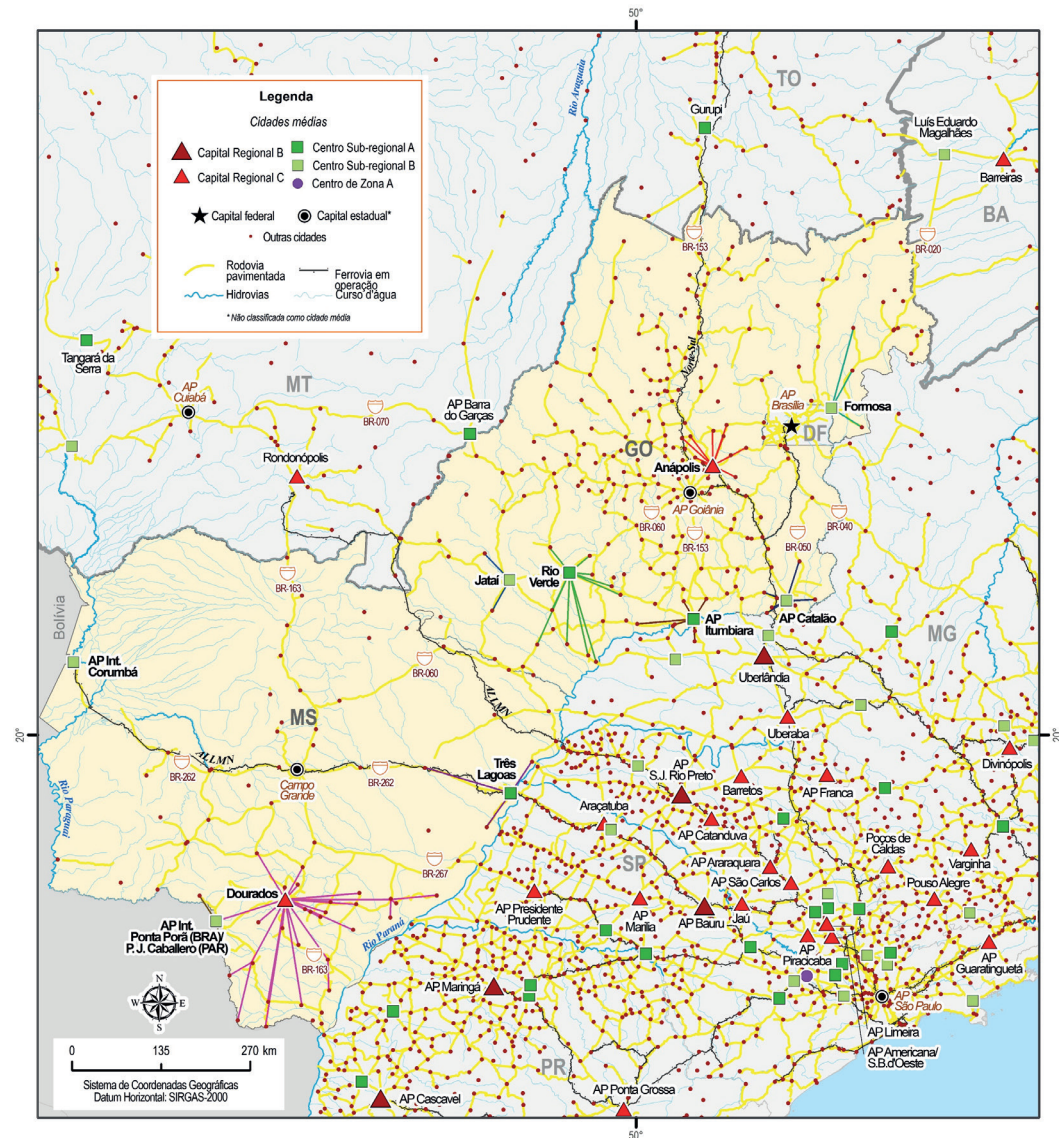 50°
TO
Rio Araguaia
Gurupi
Luís Eduardo
Magalhães
Barreiras
BA
Legenda
Cidades médias
Capital Regional B
Centro Sub-regional A
Capital Regional C
Centro Sub-regional B
Centro de Zona A
Capital federal
Capital estadual*
Outras cidades
Rodovia
pavimentada
Ferrovia em
operação
Hidrovias
Curso d'água
* Não classificada como cidade média
BR-153
BR-020
Norte-Sul
Tangará da
Serra
AP
Cuiabá
MT
BR-070
AP Barra
do Garças
AP
Brasília
Formosa
DF
GO
Anápolis
Rondonópolis
AP Goiânia
BR-060
BR-040
BR-153
BR-050
BR-163
Jataí
Rio
Verde
Bolívia
AP
Itumbiara
AP Catalão
MG
AP Int.
Corumbá
BR-060
Uberlândia
ALLMN
MS
Uberaba
20°
20°
ALLMN
BR-262
BR-262
Campo
Grande
Três
Lagoas
AP
S.J. Rio Preto
Barretos
AP Franca
Divinópolis
Rio Paraguai
Araçatuba
AP Catanduva
Poços de
Caldas
BR-267
SP
AP Araraquara
Varginha
AP São Carlos
Pouso Alegre
Dourados
AP Presidente
Prudente
AP
Marília
AP Bauru
Jaú
AP Int.
Ponta Porã (BRA)/
P. J. Caballero (PAR)
Rio Paraná
BR-163
AP
Piracicaba
AP
Guaratinguetá
N
W
E
S
AP Maringá
AP
São Paulo
AP Limeira
0
135
270 km
AP Americana/
S.B.d'Oeste
PR
Sistema de Coordenadas Geográficas
Datum Horizontal: SIRGAS-2000
AP Cascavel
AP Ponta Grossa
50°